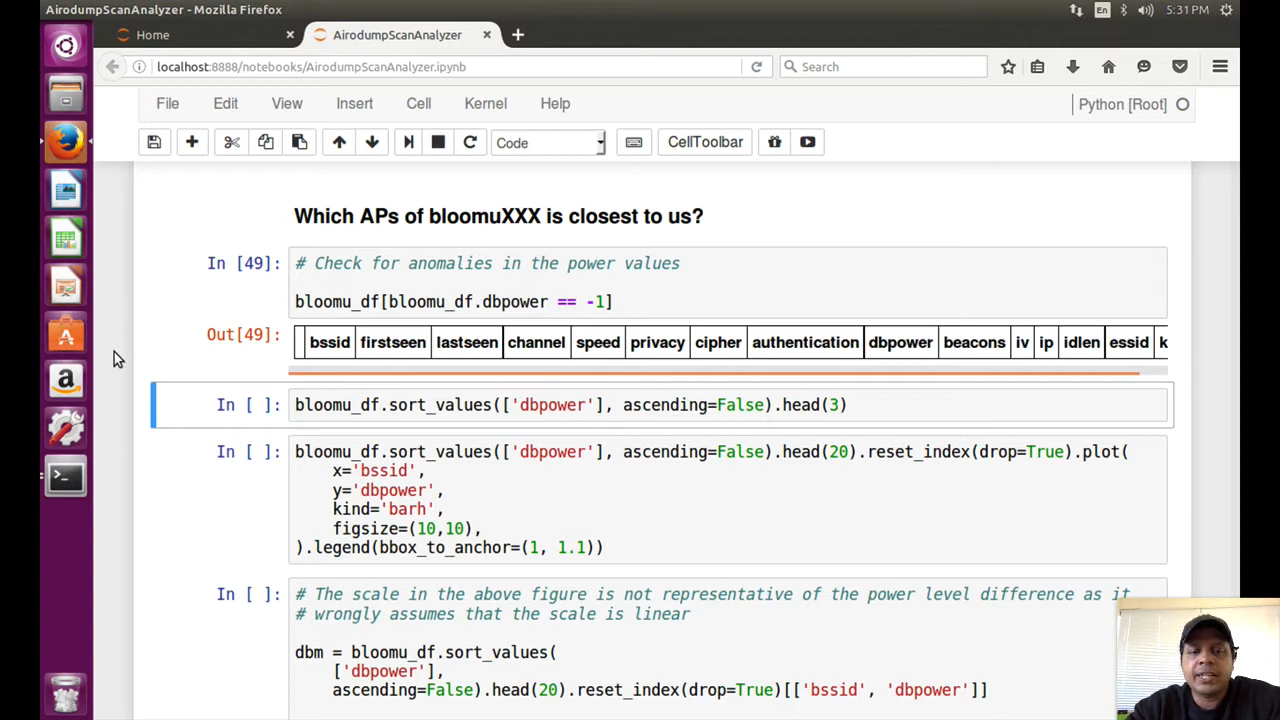 AirodumpScanAnalyzer - Mozilla Firefox
En
5:31PM
Home
AirodumpScanAnalyzer
localhost:8888/notebooks/AirodumpScanAnalyzer.ipynb
Search
File Edit View Insert Cell Kernel Help
Python [Root]
Code
CellToolbar
Which APs of bloomuXXX is closest to us?
In [49]: # Check for anomalies in the power values
bloomu_df[bloomu_df.dbpower == -1]
Out[49]: bssid firstseen lastseen channel speed privacy cipher authentication dbpower beacons iv ip idlen essid k
In [ ]: bloomu_df.sort_values(['dbpower'], ascending=False).head(3)
In [ ]: bloomu_df.sort_values(['dbpower'], ascending=False).head(20).reset_index(drop=True).plot(
x='bssid',
y='dbpower',
kind='barh',
figsize=(10,10),
).legend(bbox_to_anchor=(1, 1.1))
In [ ]: # The scale in the above figure is not representative of the power level difference as it
# wrongly assumes that the scale is linear
dbm = bloomu_df.sort_values(
['dbpower'],
ascending=False).head(20).reset_index(drop=True)[['bssid', 'dbpower']]